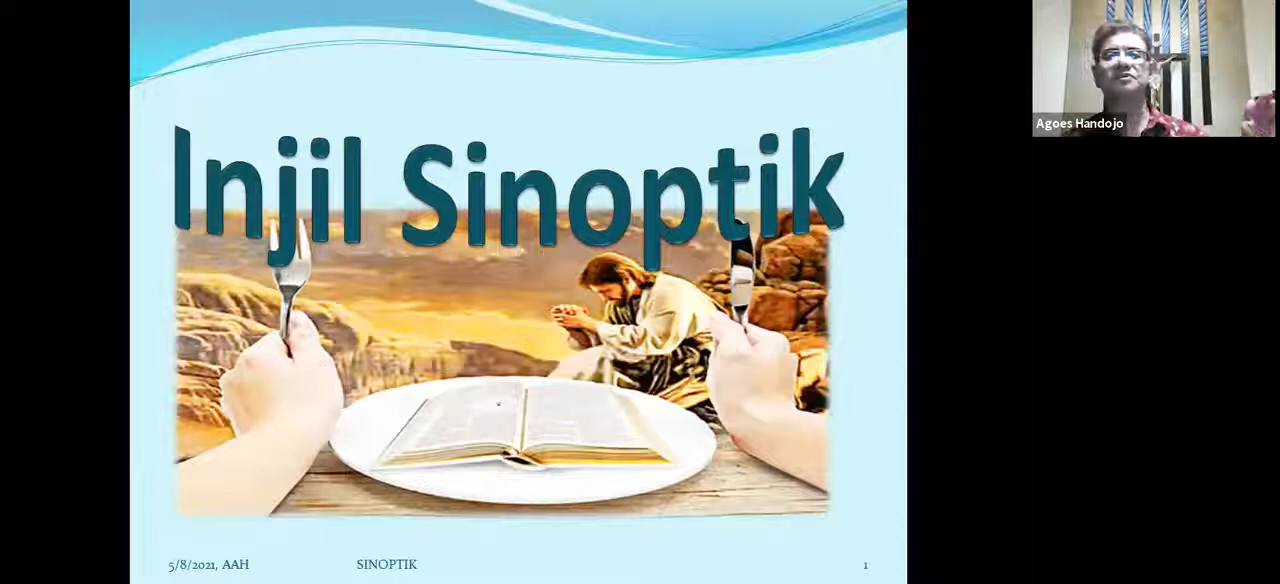 Injil Sinoptik
Agoes Handojo
5/8/2021, AAH
SINOPTIK
1